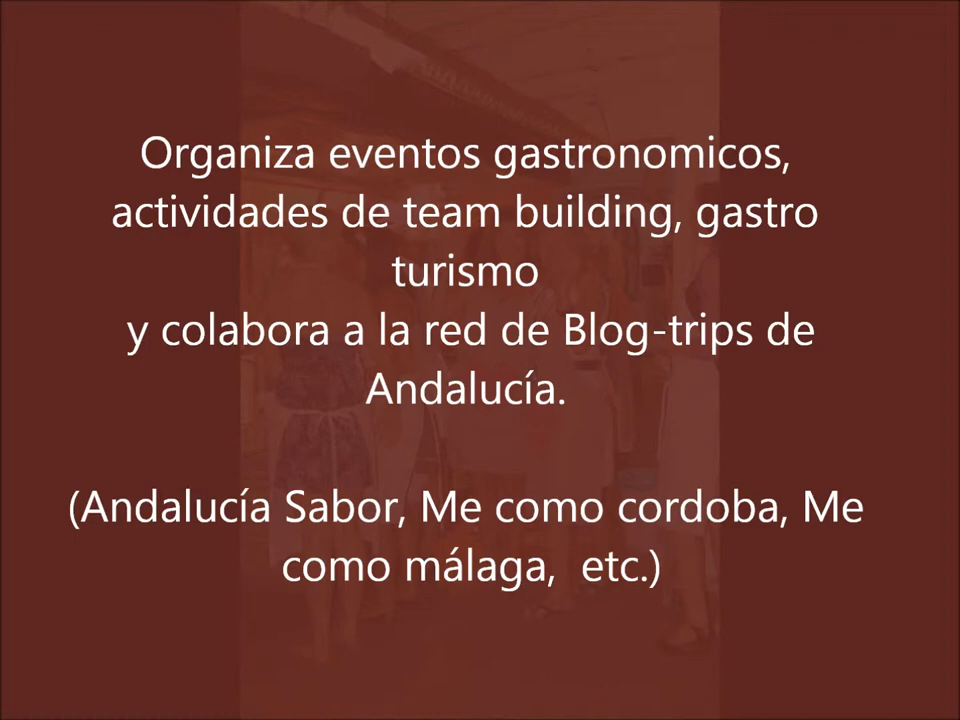 Organiza eventos gastronomicos,
actividades de team building, gastro
turismo
y colabora a la red de Blog-trips de
Andalucía.
(Andalucía Sabor, Me como cordoba, Me
como málaga,  etc.)